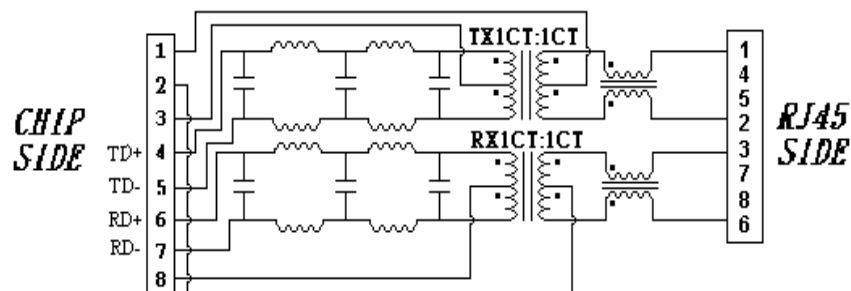 TX1CT:1CT
RX1CT:1CT
CHIP
SIDE
TD+
TD-
RD+
RD-
1
2
3
4
5
6
7
8
1
4
5
2
3
7
8
6
RJ45
SIDE